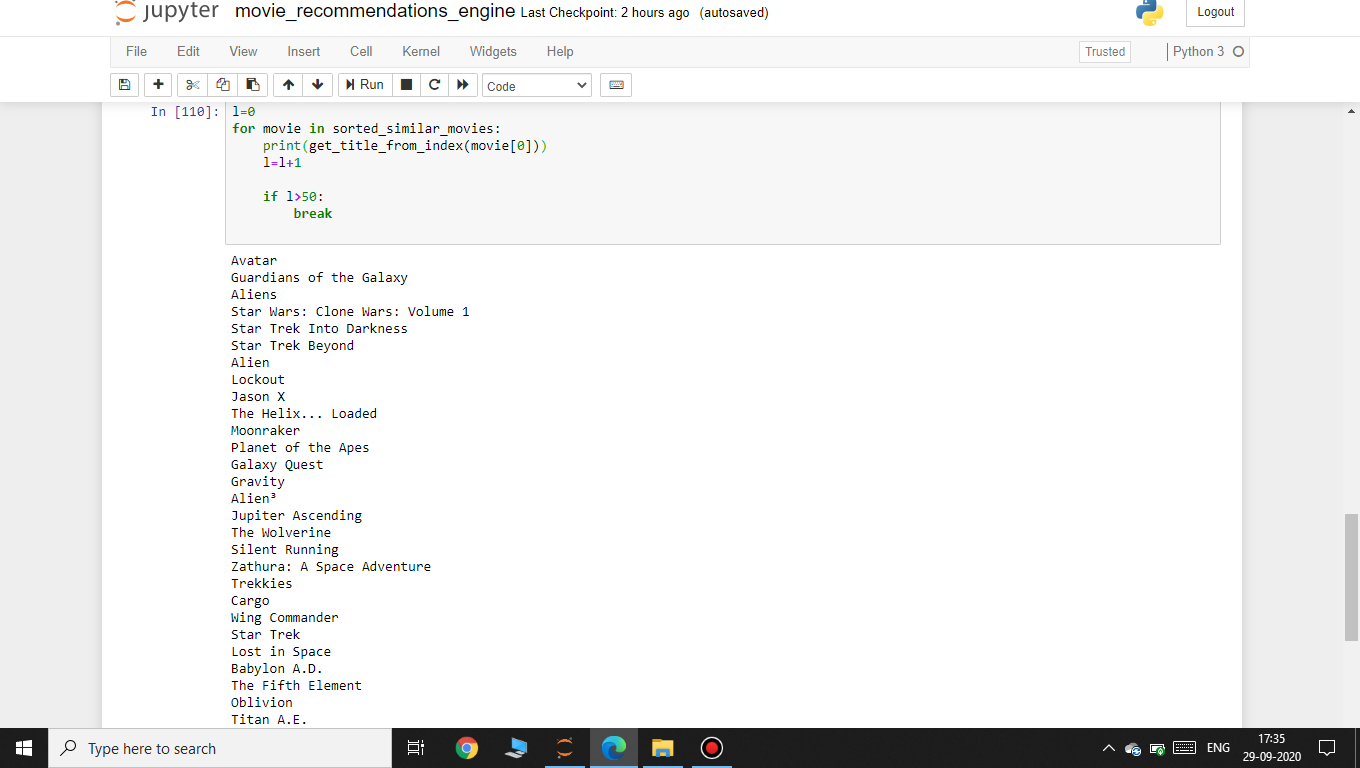 jupyter movie_recommendations_engine Last Checkpoint: 2 hours ago (autosaved) Logout
File Edit View Insert Cell Kernel Widgets Help Trusted Python 3
Run Code
In [110]: l=0
for movie in sorted_similar_movies:
    print(get_title_from_index(movie[0]))
    l=l+1
    if l>50:
        break
Avatar
Guardians of the Galaxy
Aliens
Star Wars: Clone Wars: Volume 1
Star Trek Into Darkness
Star Trek Beyond
Alien
Lockout
Jason X
The Helix... Loaded
Moonraker
Planet of the Apes
Galaxy Quest
Gravity
Alien³
Jupiter Ascending
The Wolverine
Silent Running
Zathura: A Space Adventure
Trekkies
Cargo
Wing Commander
Star Trek
Lost in Space
Babylon A.D.
The Fifth Element
Oblivion
Titan A.E.
Type here to search ENG 17:35
29-09-2020